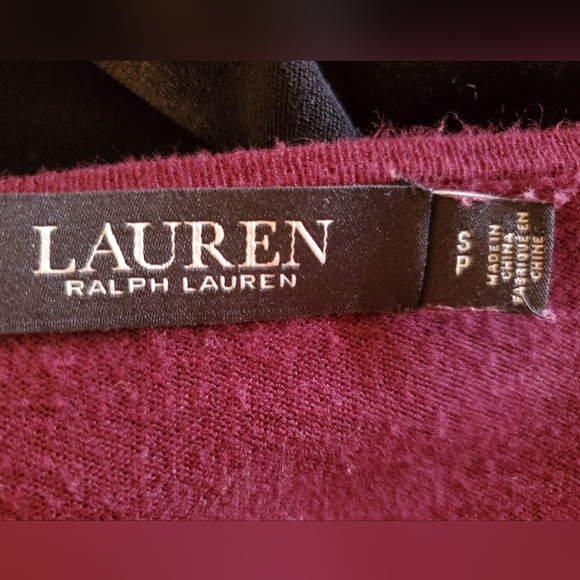 LAUREN
RALPH LAUREN
S
P
MADE IN
CHINA
FABRIQUÉ EN
CHINE